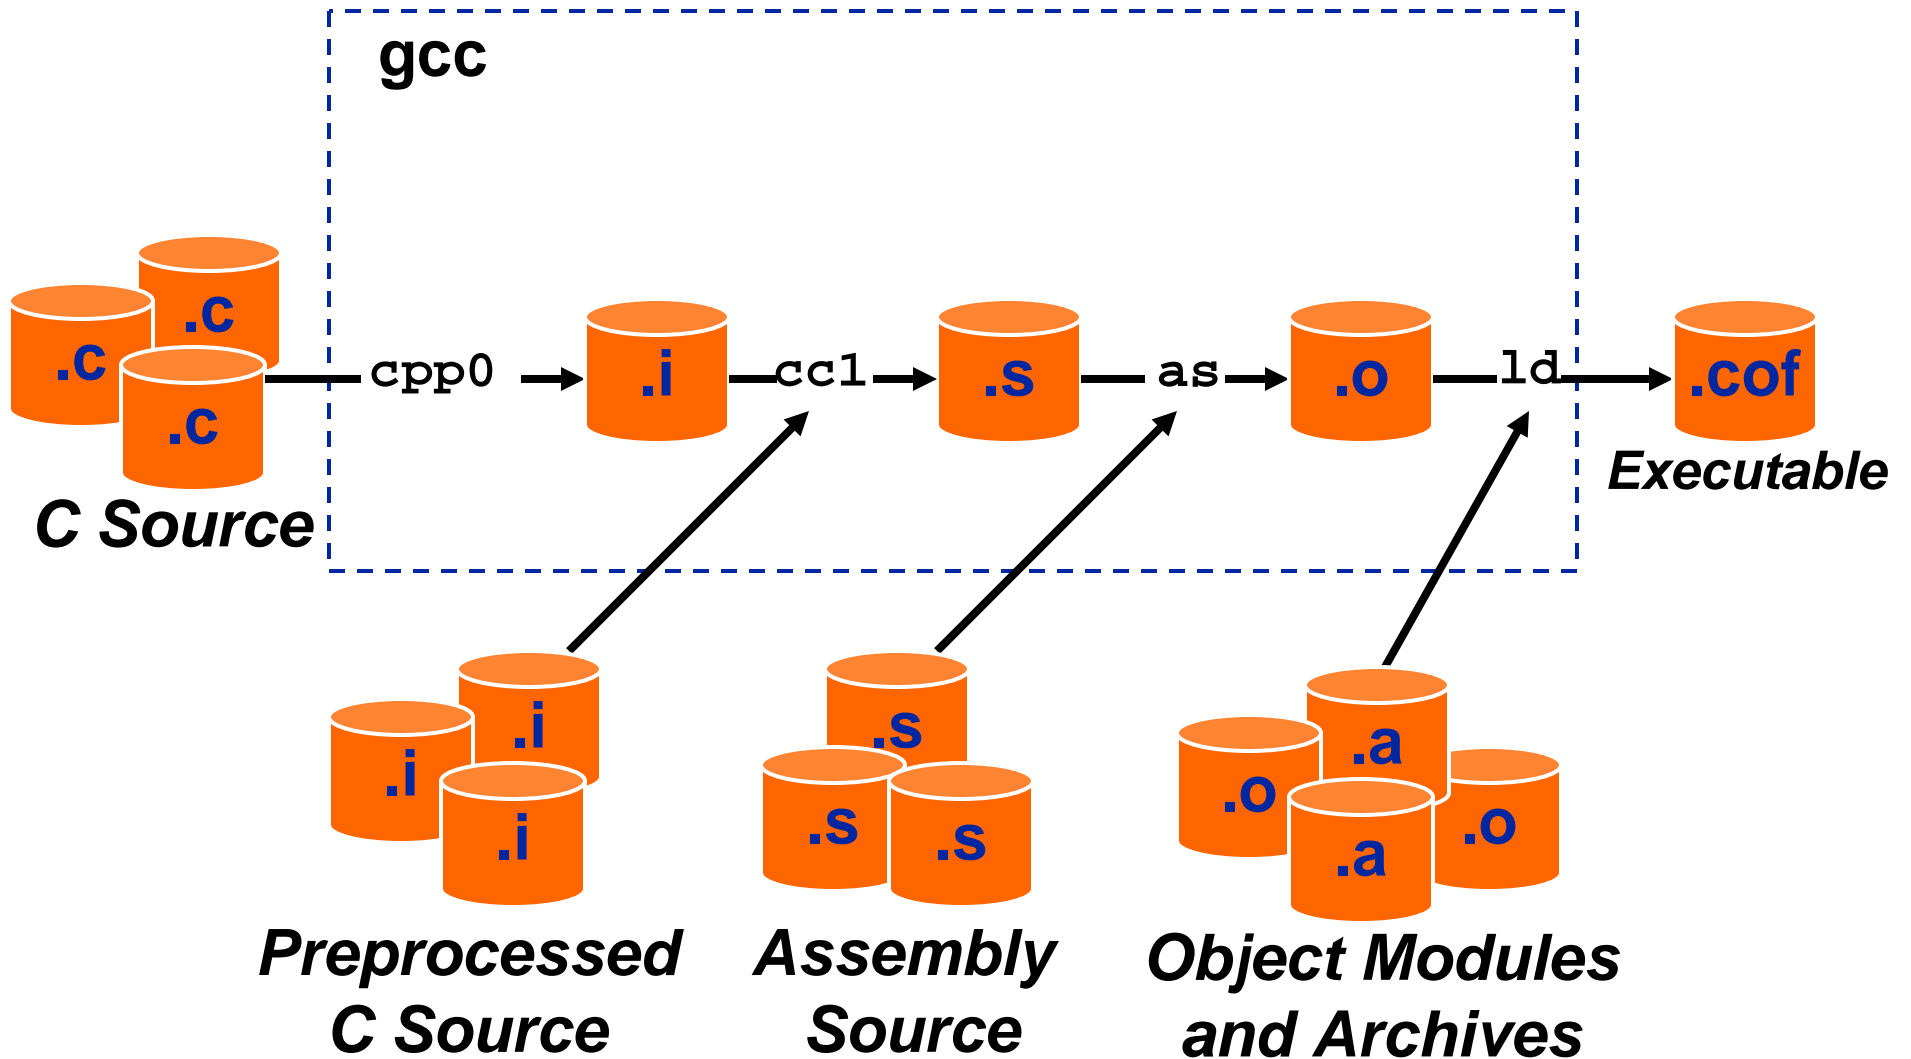 gcc
.c
.c
.c
cpp0
.i
cc1
.s
as
.o
ld
.cof
C Source
Executable
.i
.i
.i
.s
.s
.s
.a
.o
.o
.a
Preprocessed
C Source
Assembly
Source
Object Modules
and Archives